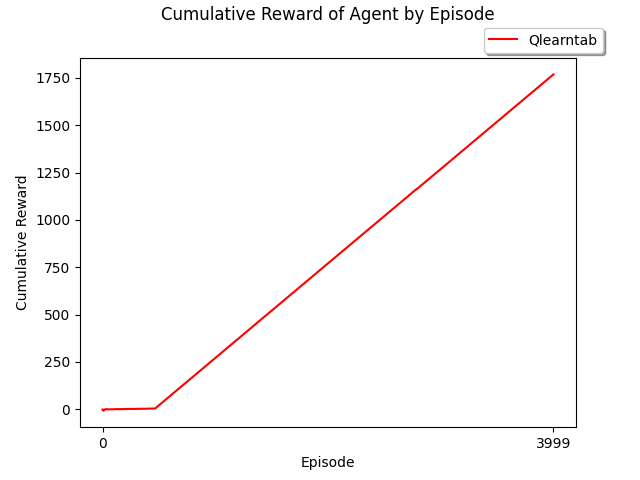 Cumulative Reward of Agent by Episode
Qlearntab
1750
1500
1250
1000
750
500
250
0
Cumulative Reward
0
3999
Episode